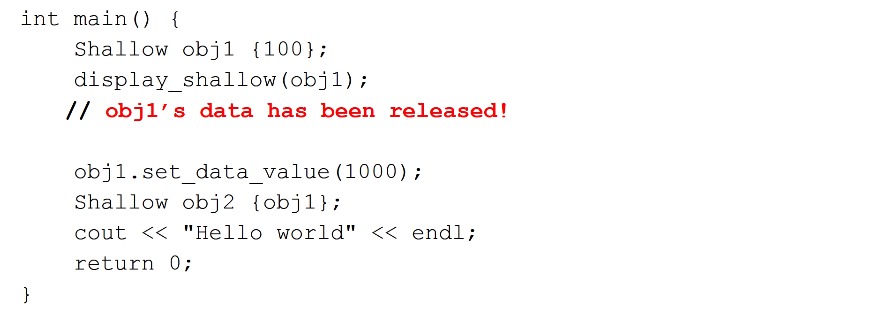 int main() {
    Shallow obj1 {100};
    display_shallow(obj1);
    // obj1’s data has been released!

    obj1.set_data_value(1000);
    Shallow obj2 {obj1};
    cout << "Hello world" << endl;
    return 0;
}